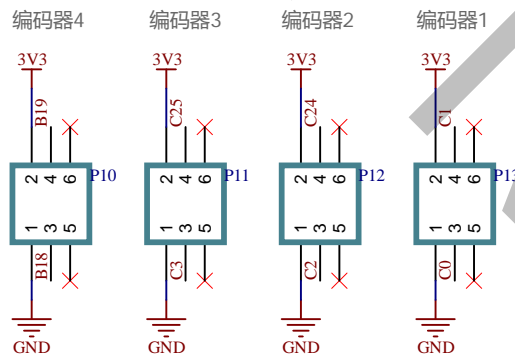 编码器4 编码器3 编码器2 编码器1
3V3 3V3 3V3 3V3
B19 C25 C24 C1
2 4 6 P10 2 4 6 P11 2 4 6 P12 2 4 6 P13
1 3 5 1 3 5 1 3 5 1 3 5
B18 C3 C2 C0
GND GND GND GND